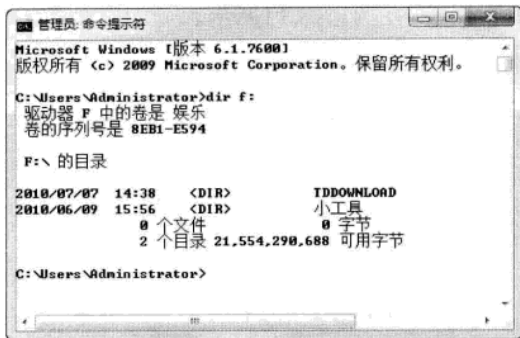 管理员: 命令提示符
Microsoft Windows [版本 6.1.7600]
版权所有 <c> 2009 Microsoft Corporation。保留所有权利。
C:\Users\Administrator>dir f:
驱动器 F 中的卷是 娱乐
卷的序列号是 8EB1-E594
F:\ 的目录
2010/07/07 14:38 <DIR> TDDOWNLOAD
2010/06/09 15:56 <DIR> 小工具
0 个文件 0 字节
2 个目录 21,554,290,688 可用字节
C:\Users\Administrator>